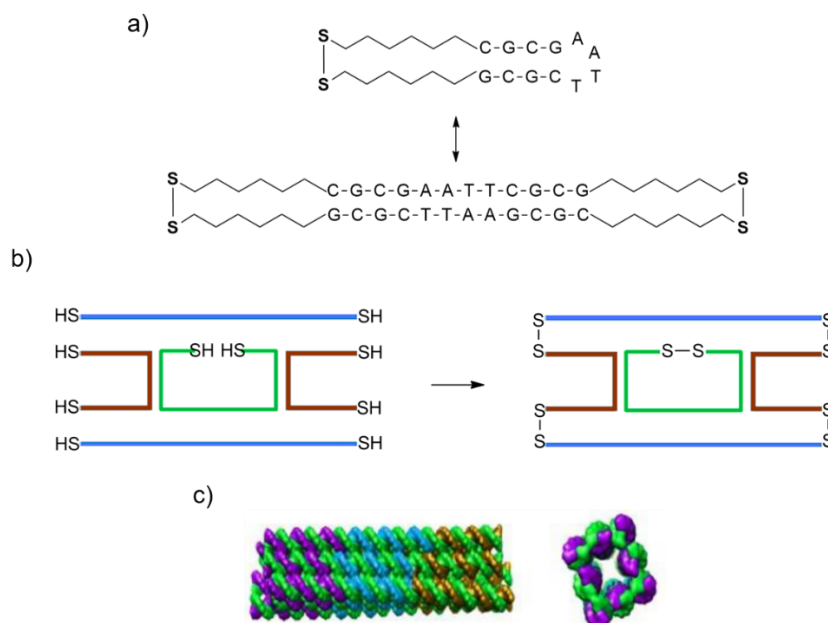 a)
S C-G-C-G A
A
S G-C-G-C T T
S C-G-C-G-A-A-T-T-C-G-C-G S
S G-C-G-C-T-T-A-A-G-C-G-C S
b)
HS SH S S
HS SH HS SH S S-S S
HS SH S S
HS SH S S
c)